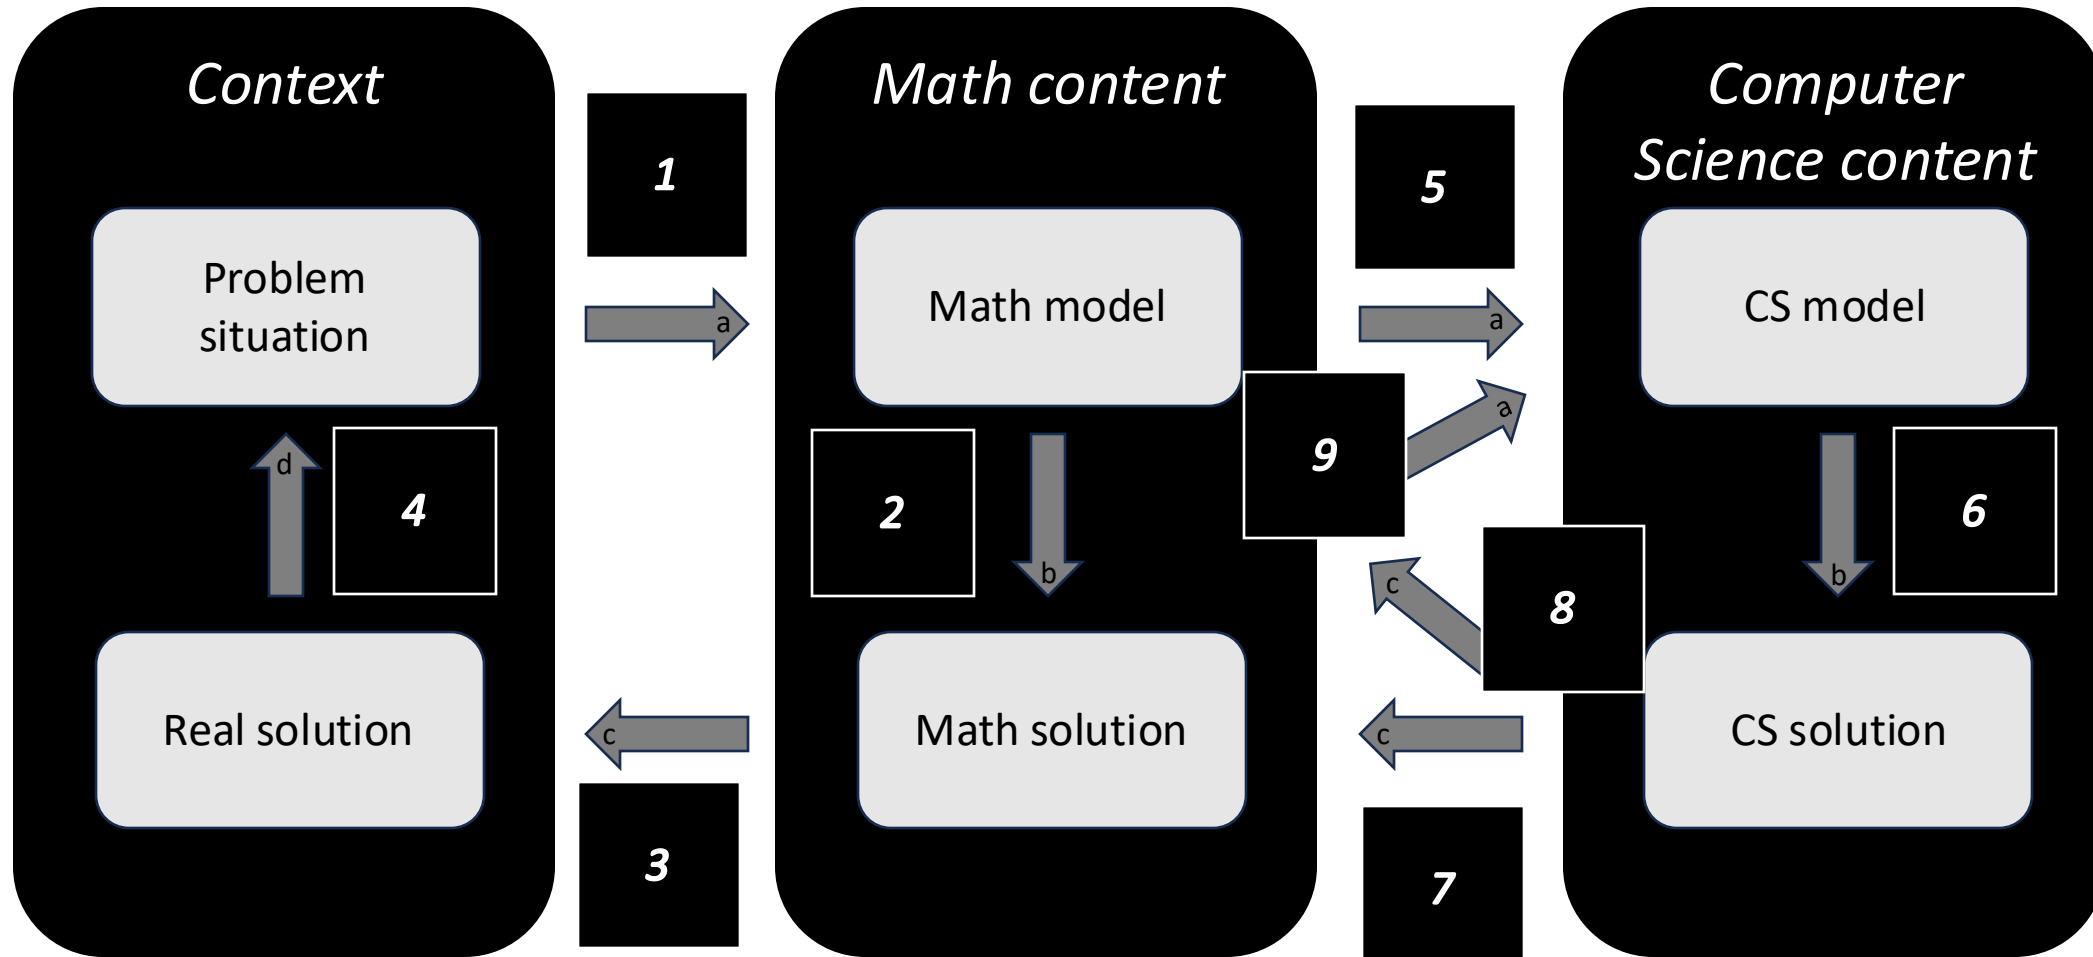 Context
Problem
situation
d
4
Real solution
1
a
c
3
Math content
Math model
2
b
Math solution
5
a
9
a
c
8
c
7
Computer
Science content
CS model
b
6
CS solution